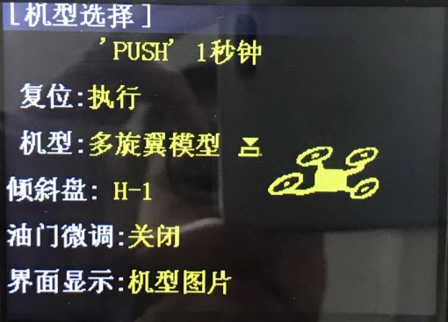 [机型选择]
'PUSH' 1秒钟
复位:执行
机型:多旋翼模型
倾斜盘: H-1
油门微调:关闭
界面显示:机型图片